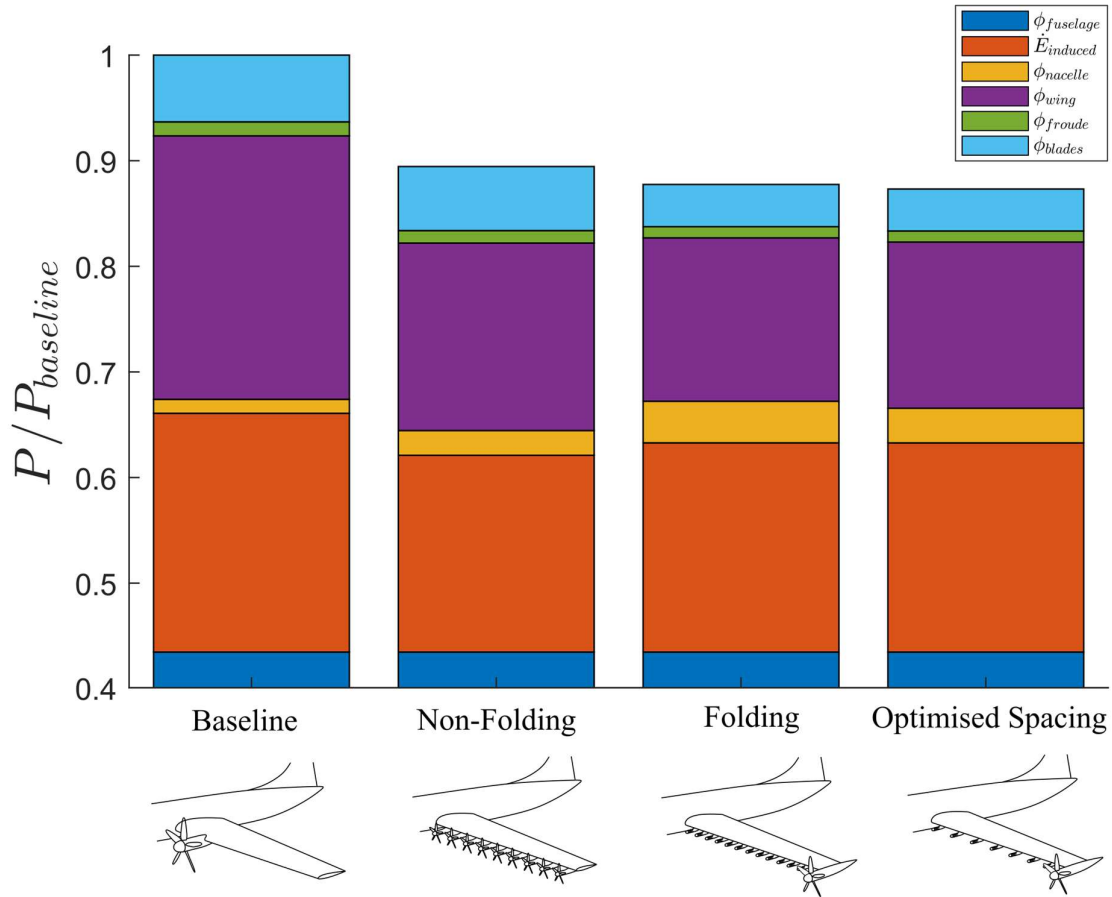 ϕ_fuselage
Ė_induced
ϕ_nacelle
ϕ_wing
ϕ_froude
ϕ_blades
P/P_baseline
1
0.9
0.8
0.7
0.6
0.5
0.4
Baseline Non-Folding Folding Optimised Spacing